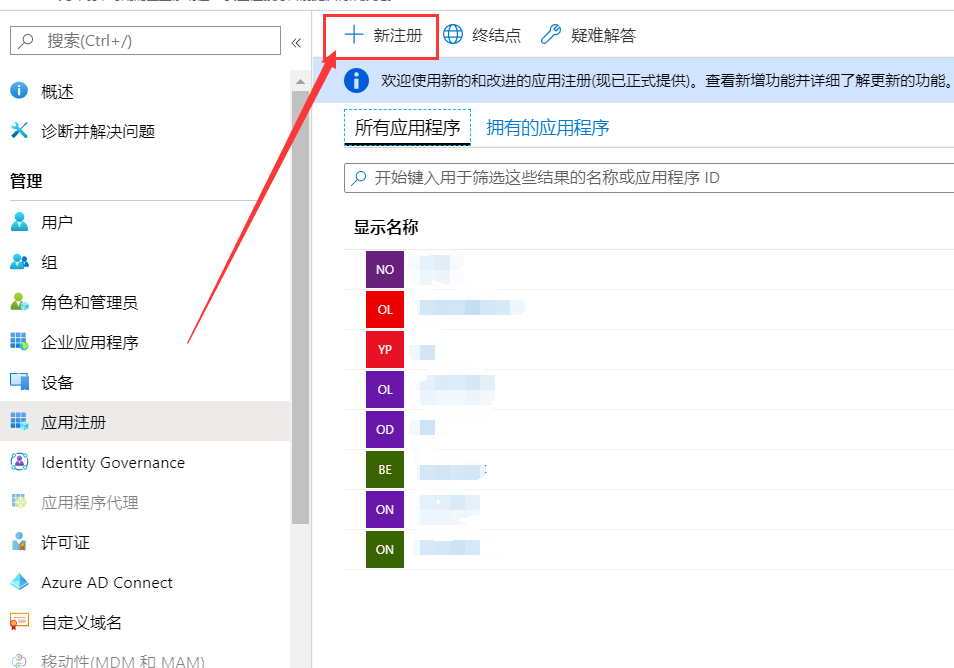 搜索(Ctrl+/)
«
概述
诊断并解决问题
管理
用户
组
角色和管理员
企业应用程序
设备
应用注册
Identity Governance
应用程序代理
许可证
Azure AD Connect
自定义域名
移动性(MDM 和 MAM)
新注册
终结点
疑难解答
欢迎使用新的和改进的应用注册(现已正式提供)。查看新增功能并详细了解更新的功能。
所有应用程序
拥有的应用程序
开始键入用于筛选这些结果的名称或应用程序 ID
显示名称
NO
OL
YP
OL
OD
BE
ON
ON